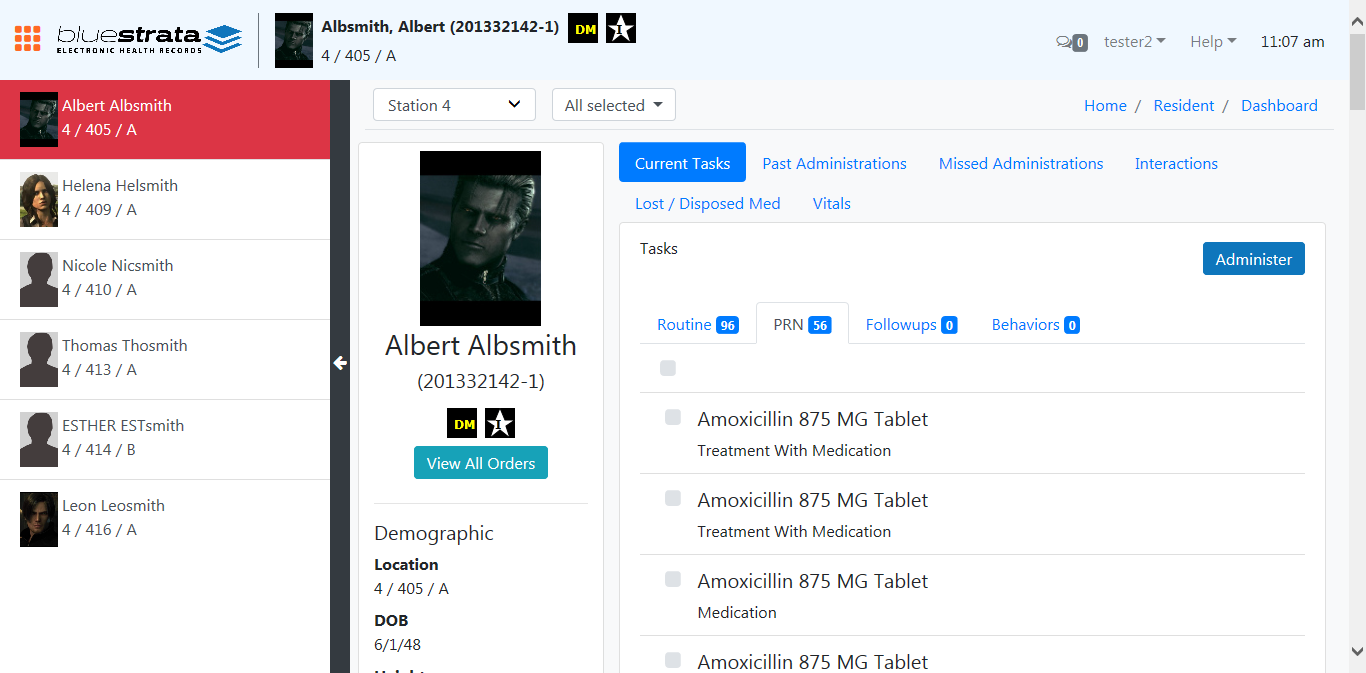 bluestrata
ELECTRONIC HEALTH RECORDS
Albsmith, Albert (201332142-1) DM I
4 / 405 / A
0 tester2 Help 11:07 am
Albert Albsmith
4 / 405 / A
Helena Helsmith
4 / 409 / A
Nicole Nicsmith
4 / 410 / A
Thomas Thosmith
4 / 413 / A
ESTHER ESTsmith
4 / 414 / B
Leon Leosmith
4 / 416 / A
Station 4 All selected
Home / Resident / Dashboard
Albert Albsmith
(201332142-1)
DM I
View All Orders
Demographic
Location
4 / 405 / A
DOB
6/1/48
Current Tasks Past Administrations Missed Administrations Interactions
Lost / Disposed Med Vitals
Tasks
Administer
Routine 96 PRN 56 Followups 0 Behaviors 0
Amoxicillin 875 MG Tablet
Treatment With Medication
Amoxicillin 875 MG Tablet
Treatment With Medication
Amoxicillin 875 MG Tablet
Medication
Amoxicillin 875 MG Tablet